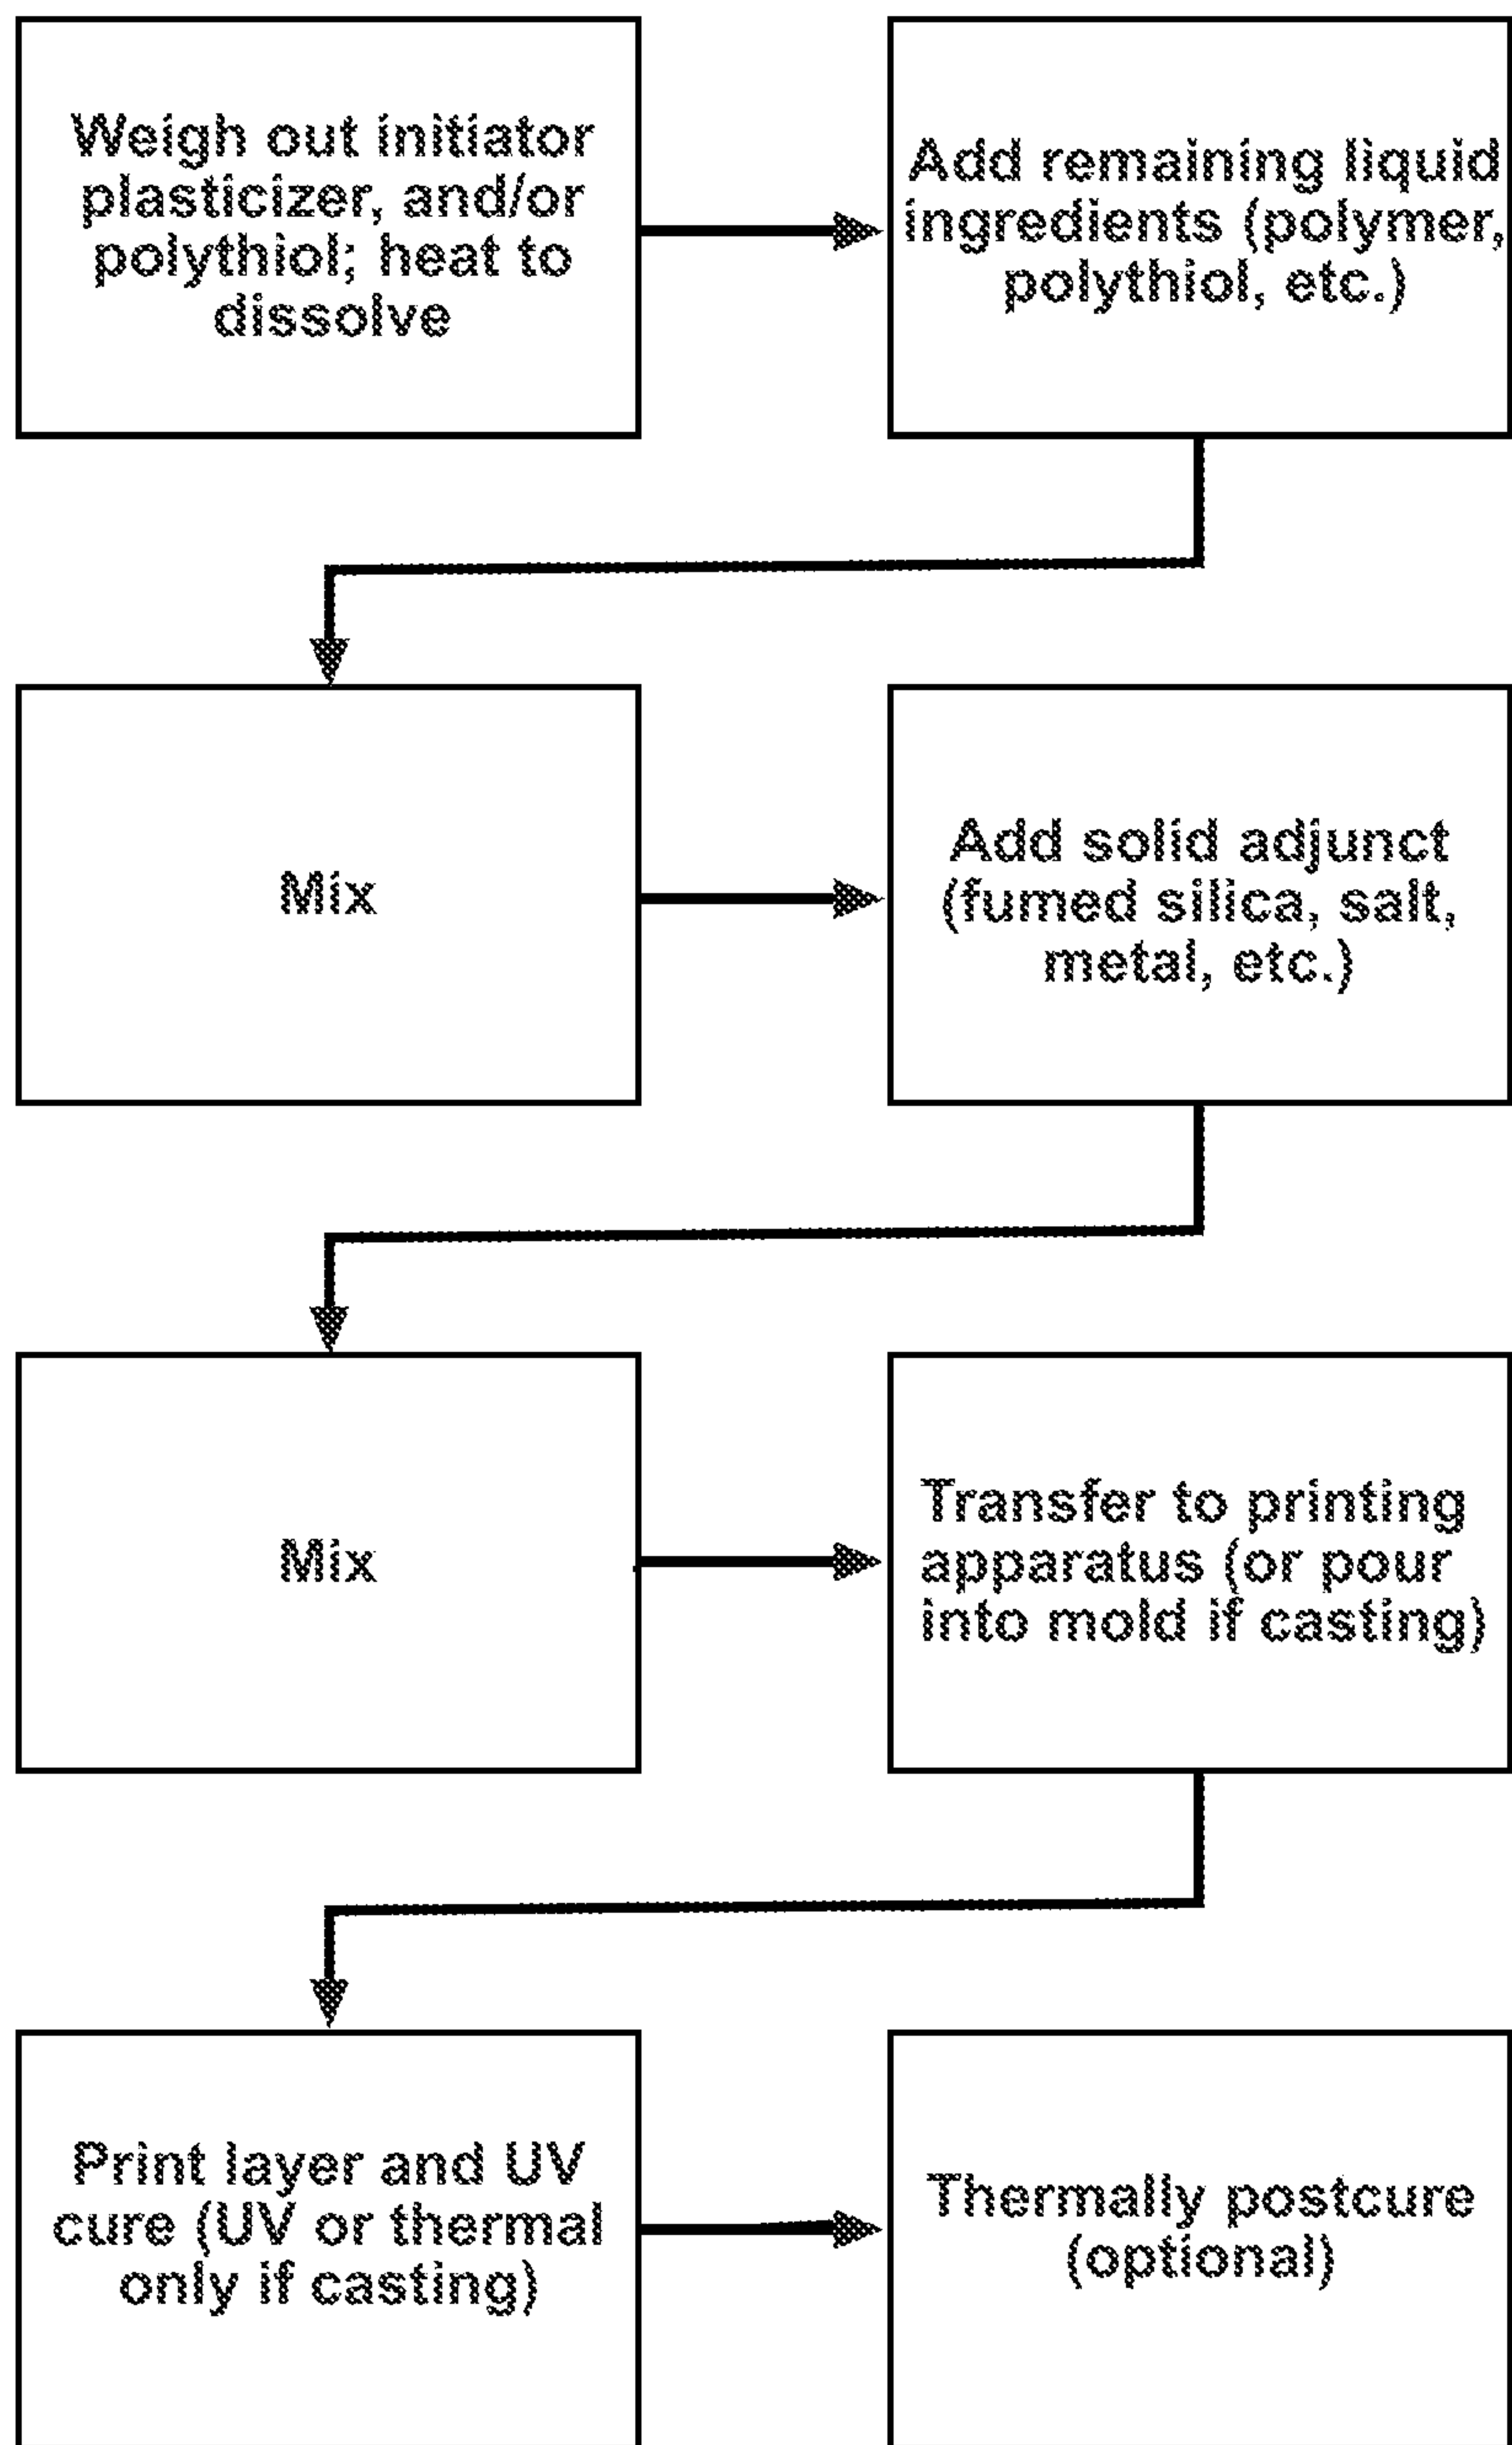 Weigh out initiator
plasticizer, and/or
polythiol; heat to
dissolve
Add remaining liquid
ingredients (polymer,
polythiol, etc.)
Mix
Add solid adjunct
(fumed silica, salt,
metal, etc.)
Mix
Transfer to printing
apparatus (or pour
into mold if casting)
Print layer and UV
cure (UV or thermal
only if casting)
Thermally postcure
(optional)